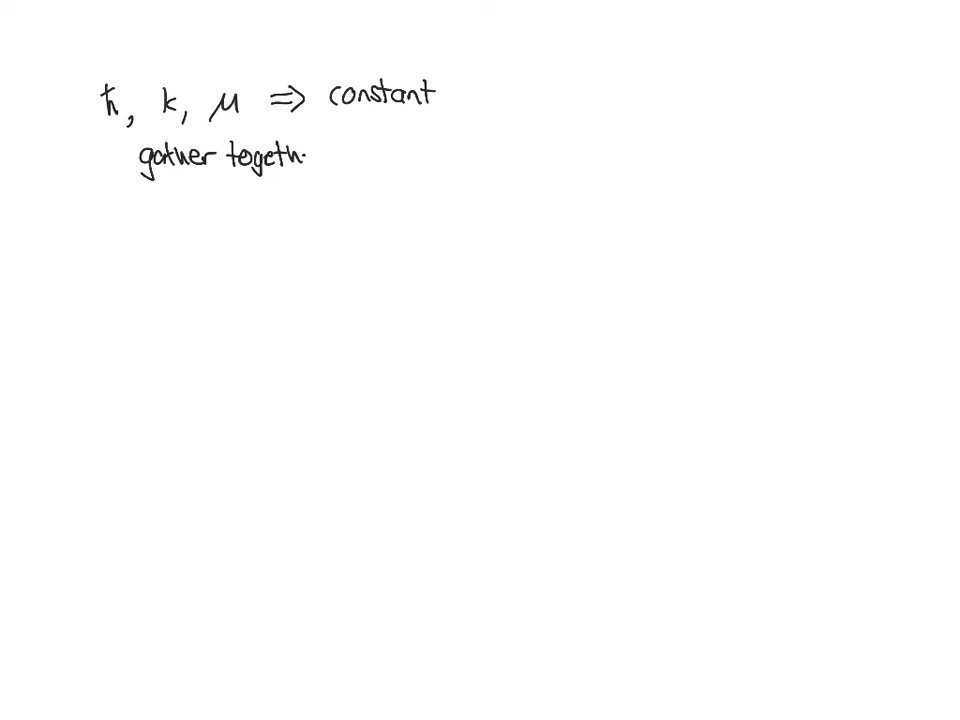 ħ, k, μ ⇒ constant
gather togeth